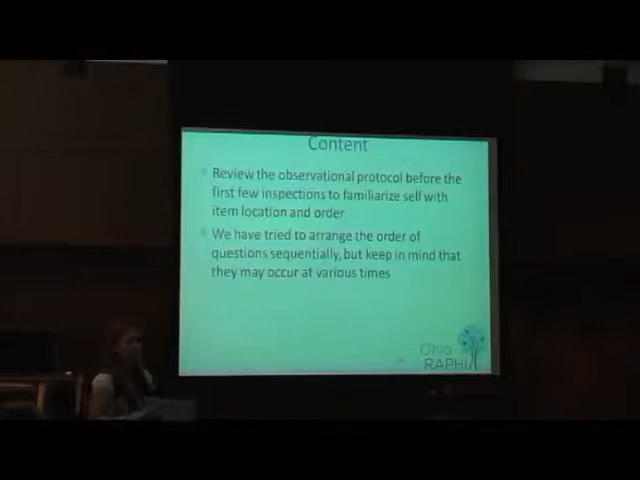 Content
Review the observational protocol before the
first few inspections to familiarize self with
item location and order
We have tried to arrange the order of
questions sequentially, but keep in mind that
they may occur at various times
Ohio
RAPHI